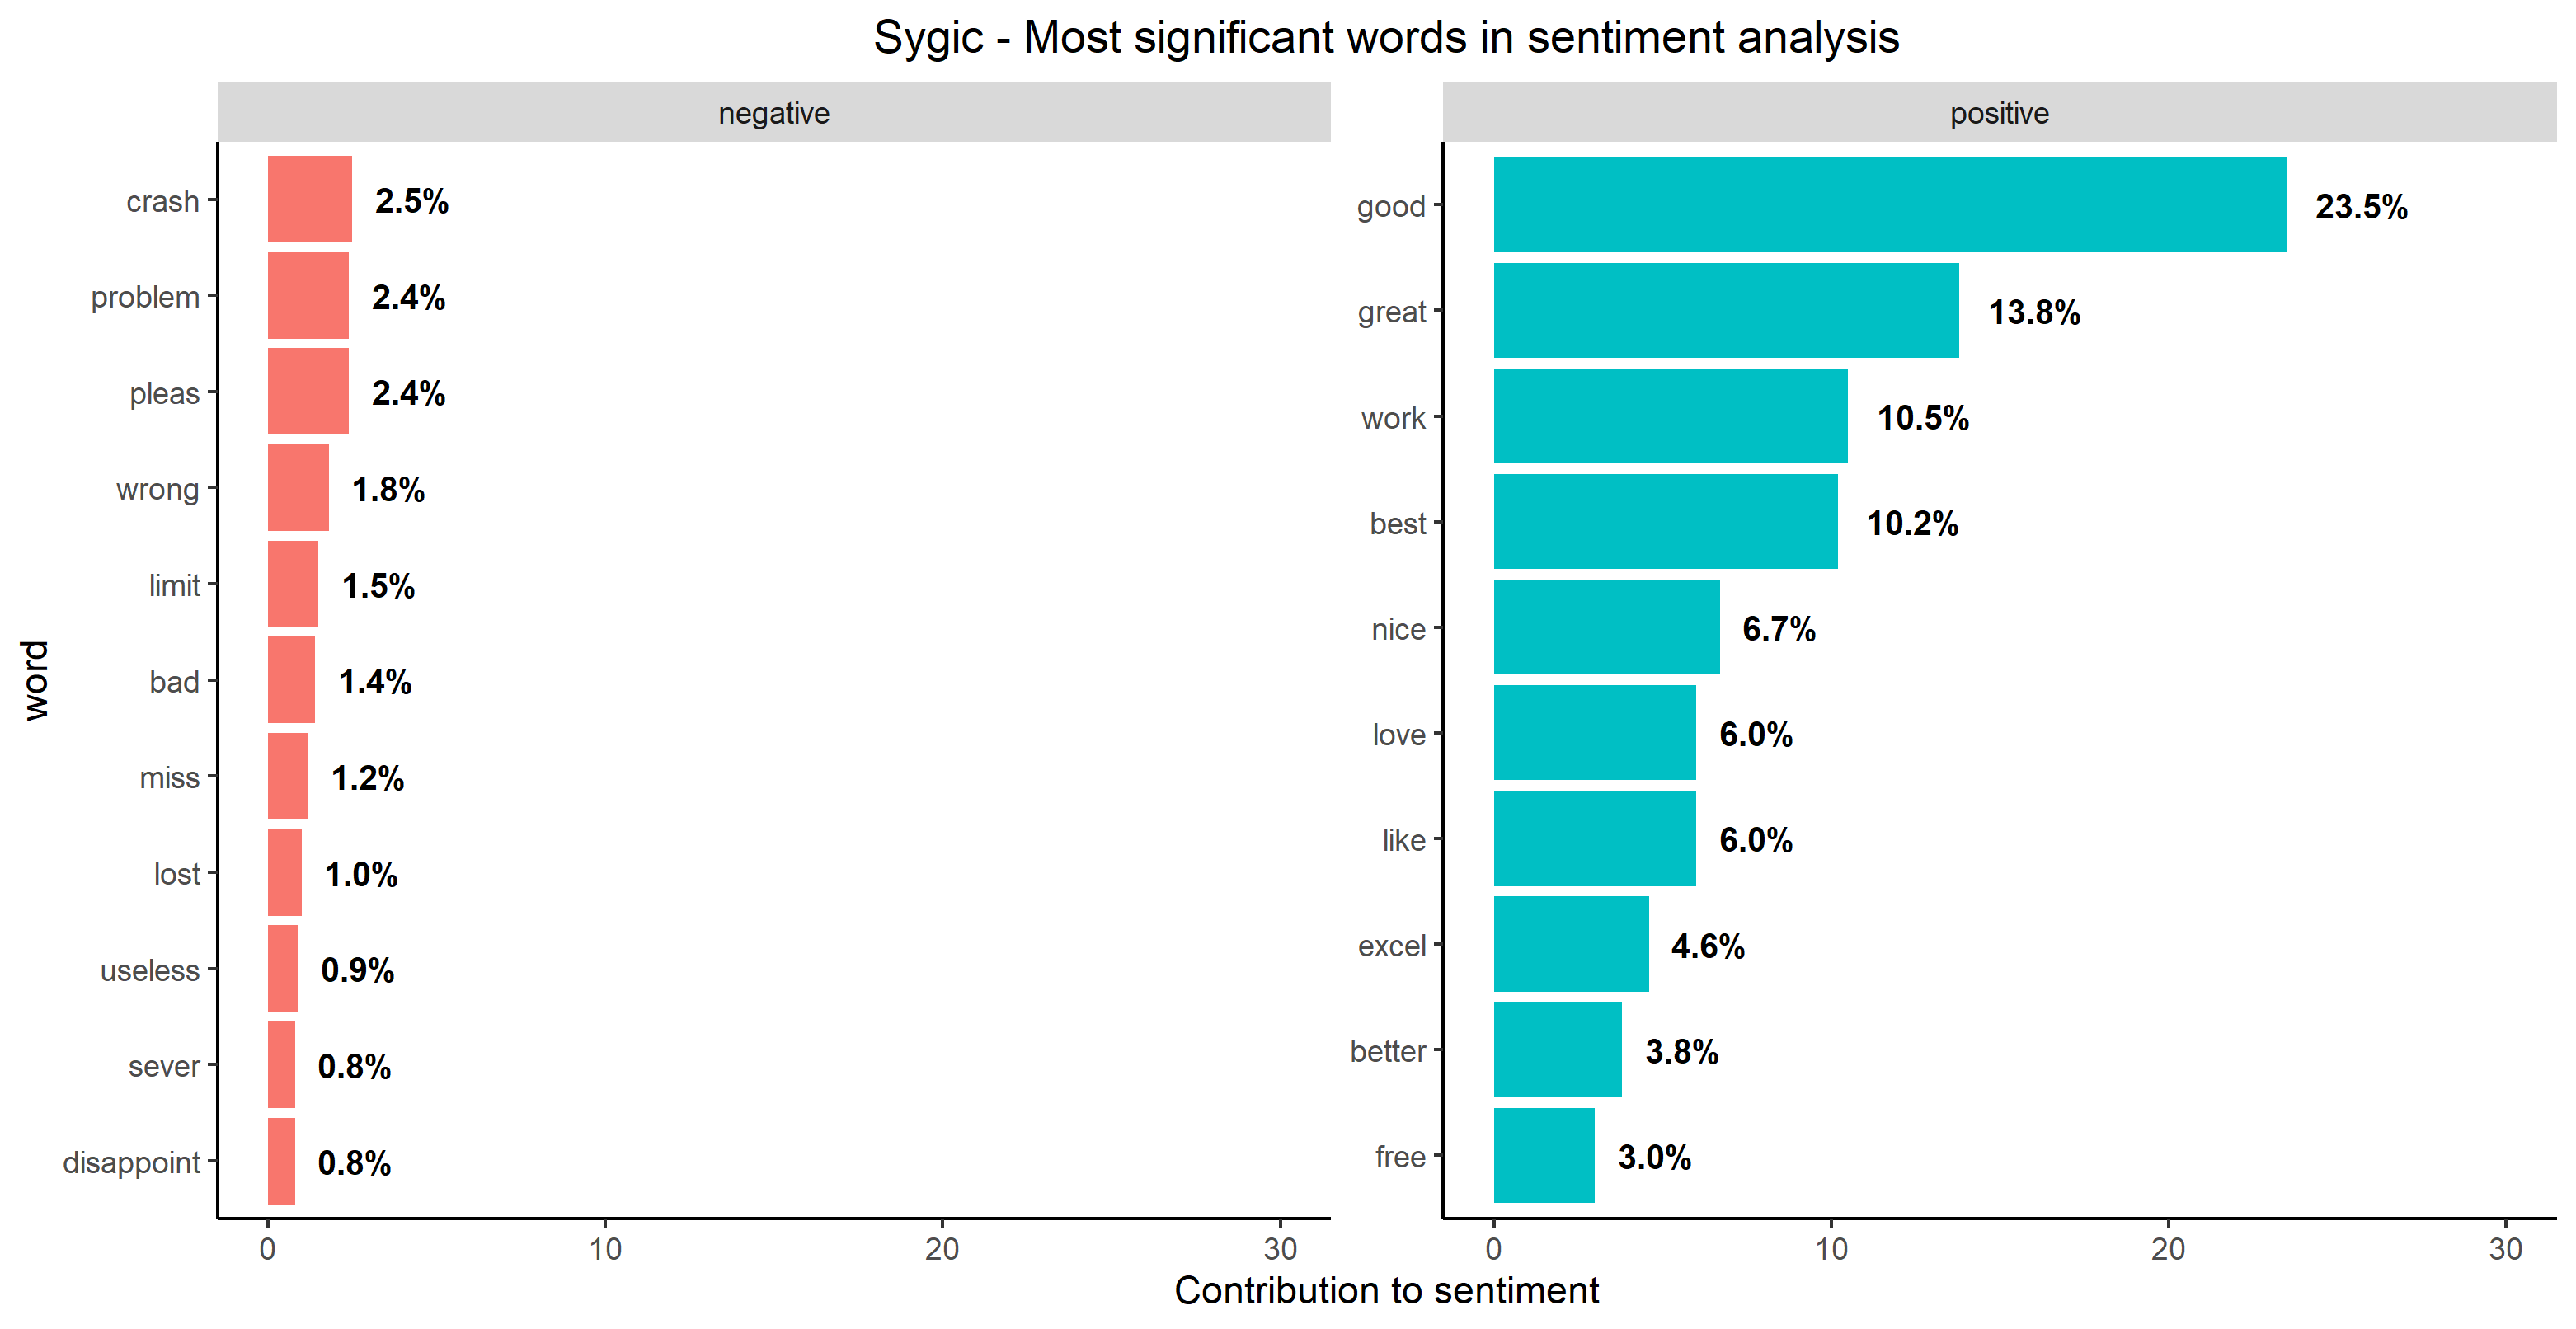 Sygic - Most significant words in sentiment analysis
negative
crash 2.5%
problem 2.4%
pleas 2.4%
wrong 1.8%
limit 1.5%
bad 1.4%
miss 1.2%
lost 1.0%
useless 0.9%
sever 0.8%
disappoint 0.8%
0 10 20 30
positive
good 23.5%
great 13.8%
work 10.5%
best 10.2%
nice 6.7%
love 6.0%
like 6.0%
excel 4.6%
better 3.8%
free 3.0%
0 10 20 30
word
Contribution to sentiment